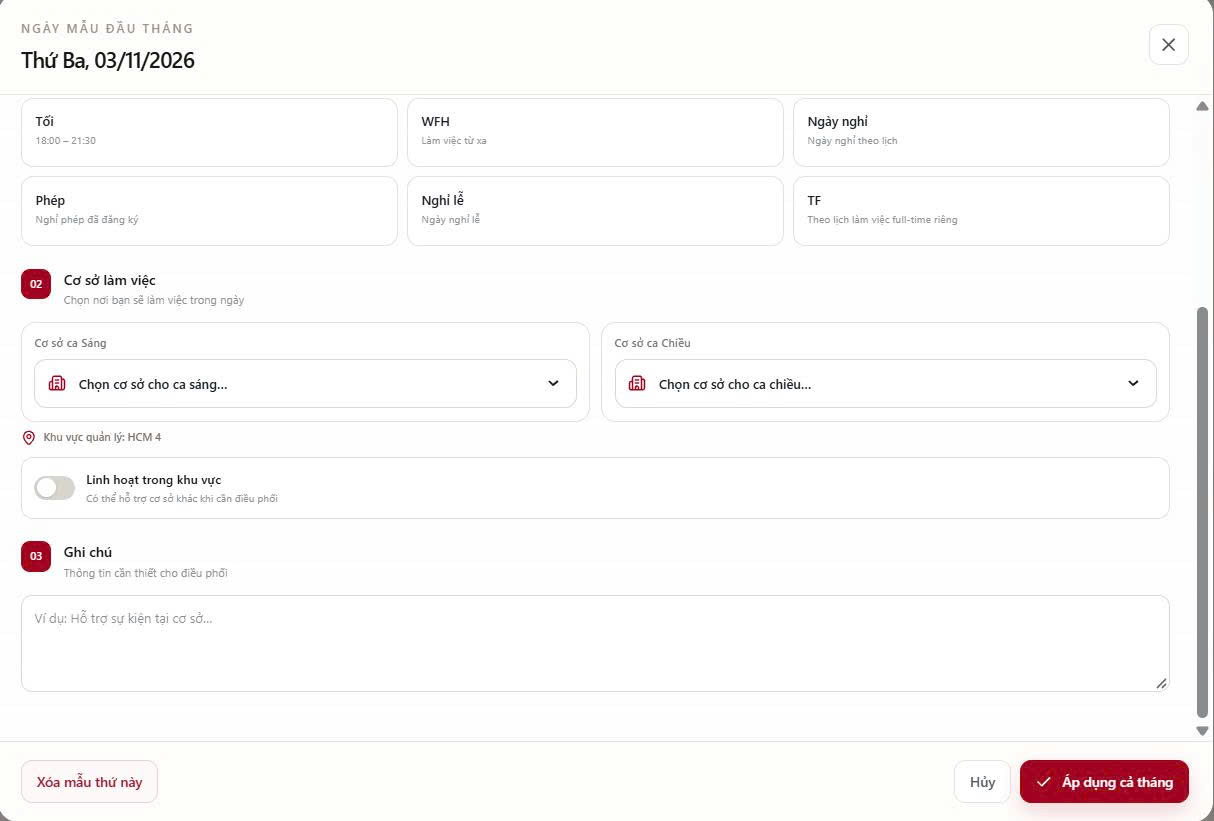 NGÀY MẪU ĐẦU THÁNG
Thứ Ba, 03/11/2026
Tối
18:00 – 21:30
WFH
Làm việc từ xa
Ngày nghỉ
Ngày nghỉ theo lịch
Phép
Nghỉ phép đã đăng ký
Nghỉ lễ
Ngày nghỉ lễ
TF
Theo lịch làm việc full-time riêng
02
Cơ sở làm việc
Chọn nơi bạn sẽ làm việc trong ngày
Cơ sở ca Sáng
Chọn cơ sở cho ca sáng...
Cơ sở ca Chiều
Chọn cơ sở cho ca chiều...
Khu vực quản lý: HCM 4
Linh hoạt trong khu vực
Có thể hỗ trợ cơ sở khác khi cần điều phối
03
Ghi chú
Thông tin cần thiết cho điều phối
Ví dụ: Hỗ trợ sự kiện tại cơ sở...
Xóa mẫu thứ này
Hủy
Áp dụng cả tháng